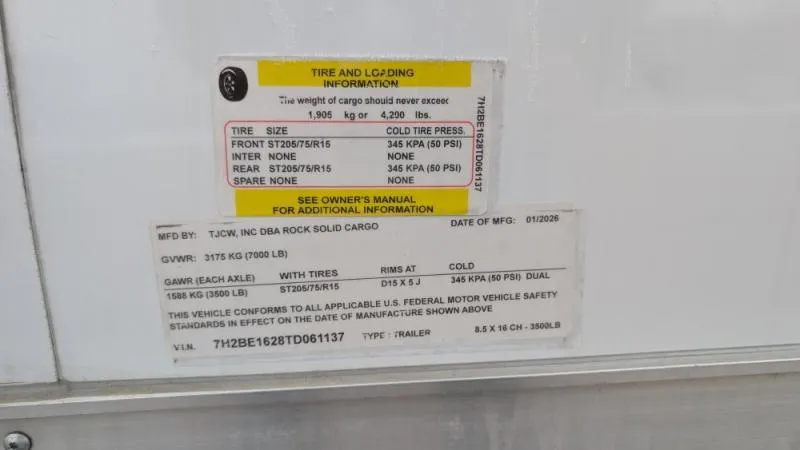 TIRE AND LOADING
INFORMATION
The weight of cargo should never exceed
1,905 kg or 4,200 lbs.
TIRE SIZE COLD TIRE PRESS.
FRONT ST205/75/R15 345 KPA (50 PSI)
INTER NONE NONE
REAR ST205/75/R15 345 KPA (50 PSI)
SPARE NONE NONE
SEE OWNER'S MANUAL
FOR ADDITIONAL INFORMATION
7H2BE1628TD061137
MFD BY: TJCW, INC DBA ROCK SOLID CARGO DATE OF MFG: 01/2026
GVWR: 3175 KG (7000 LB)
GAWR (EACH AXLE) WITH TIRES RIMS AT COLD
1588 KG (3500 LB) ST205/75/R15 D15 X 5 J 345 KPA (50 PSI) DUAL
THIS VEHICLE CONFORMS TO ALL APPLICABLE U.S. FEDERAL MOTOR VEHICLE SAFETY
STANDARDS IN EFFECT ON THE DATE OF MANUFACTURE SHOWN ABOVE
V.I.N. 7H2BE1628TD061137 TYPE : TRAILER 8.5 X 16 CH - 3500LB